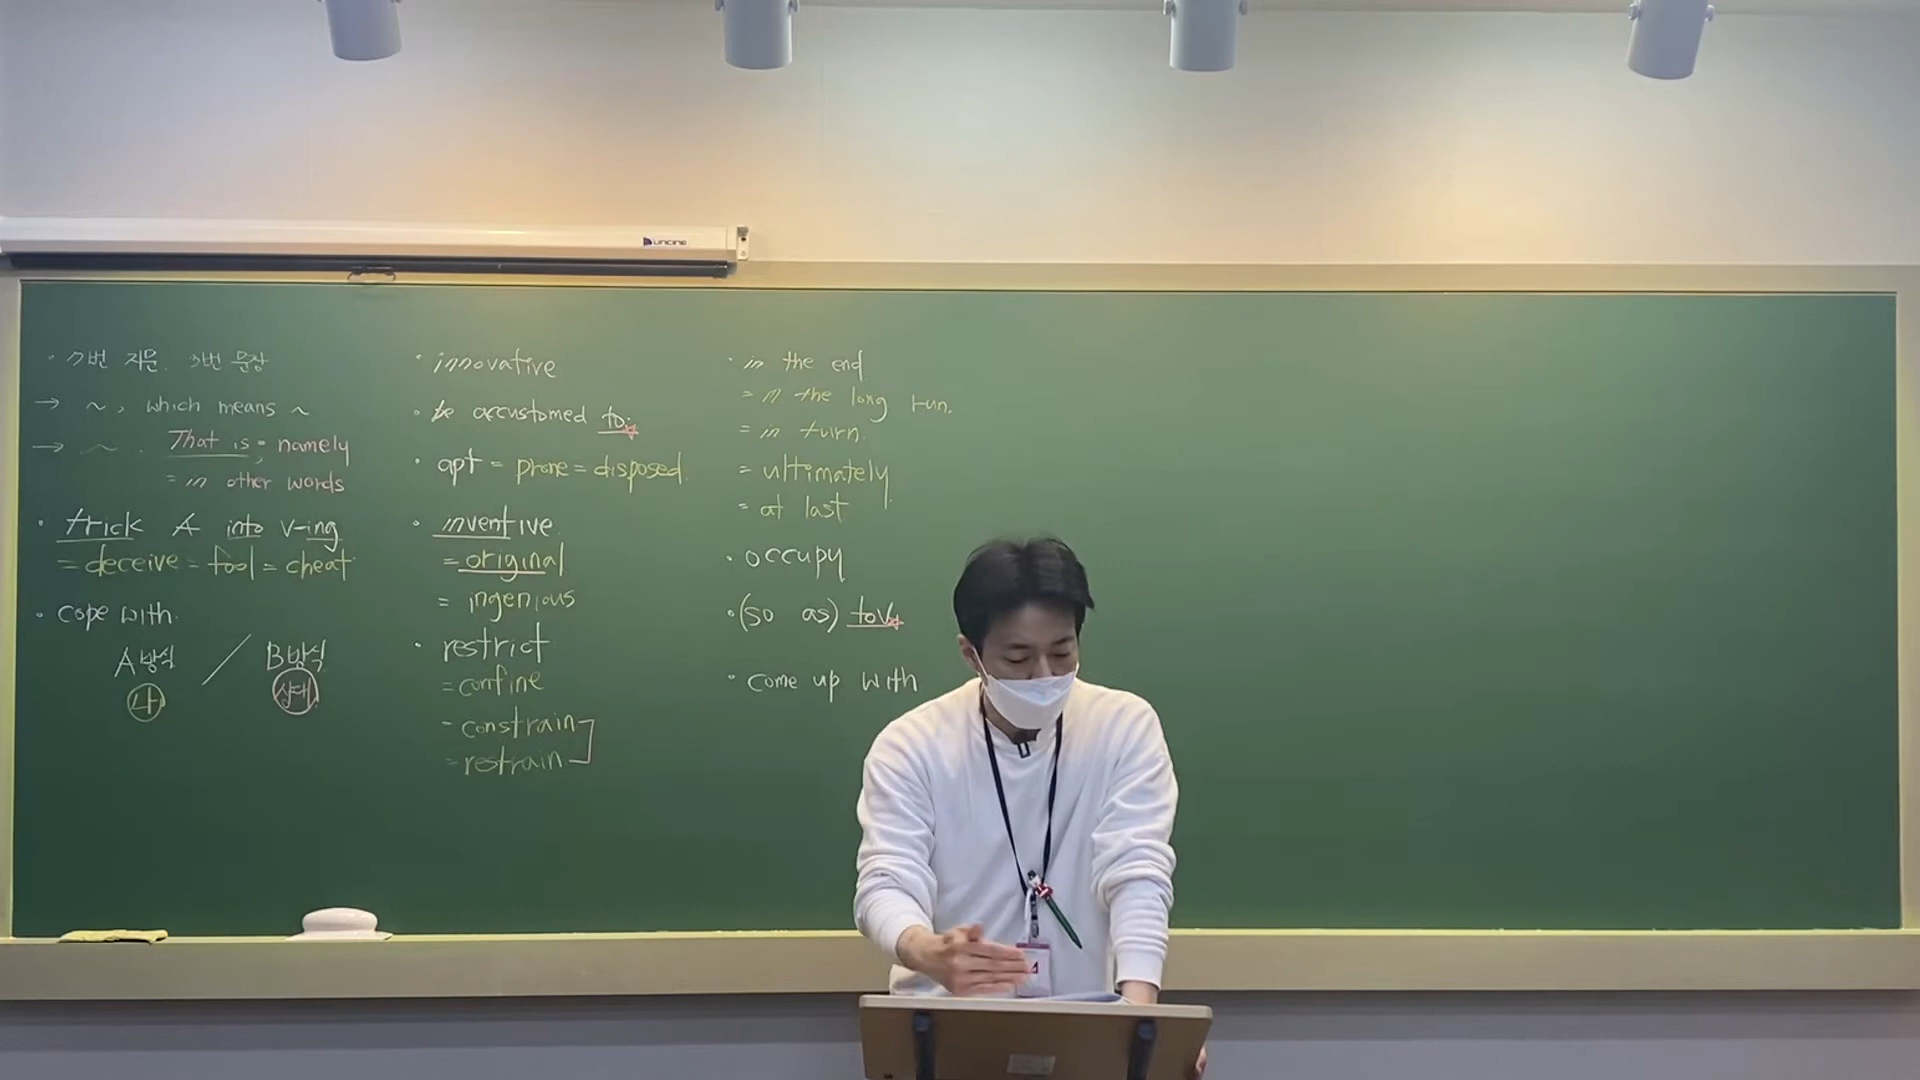 · 7번 지문. 3번 문장
→ ~, which means ~
→ ~. That is, = namely
= in other words
· trick A into v-ing
= deceive = fool = cheat
· cope with.
A방식 / B방식
나 상대
· innovative
· be accustomed to
· apt = prone = disposed
· inventive
= original
= ingenious
· restrict
= confine
- constrain
= restrain
· in the end
= in the long run.
= in turn.
= ultimately
= at last
· occupy
· (so as) to V
· come up with